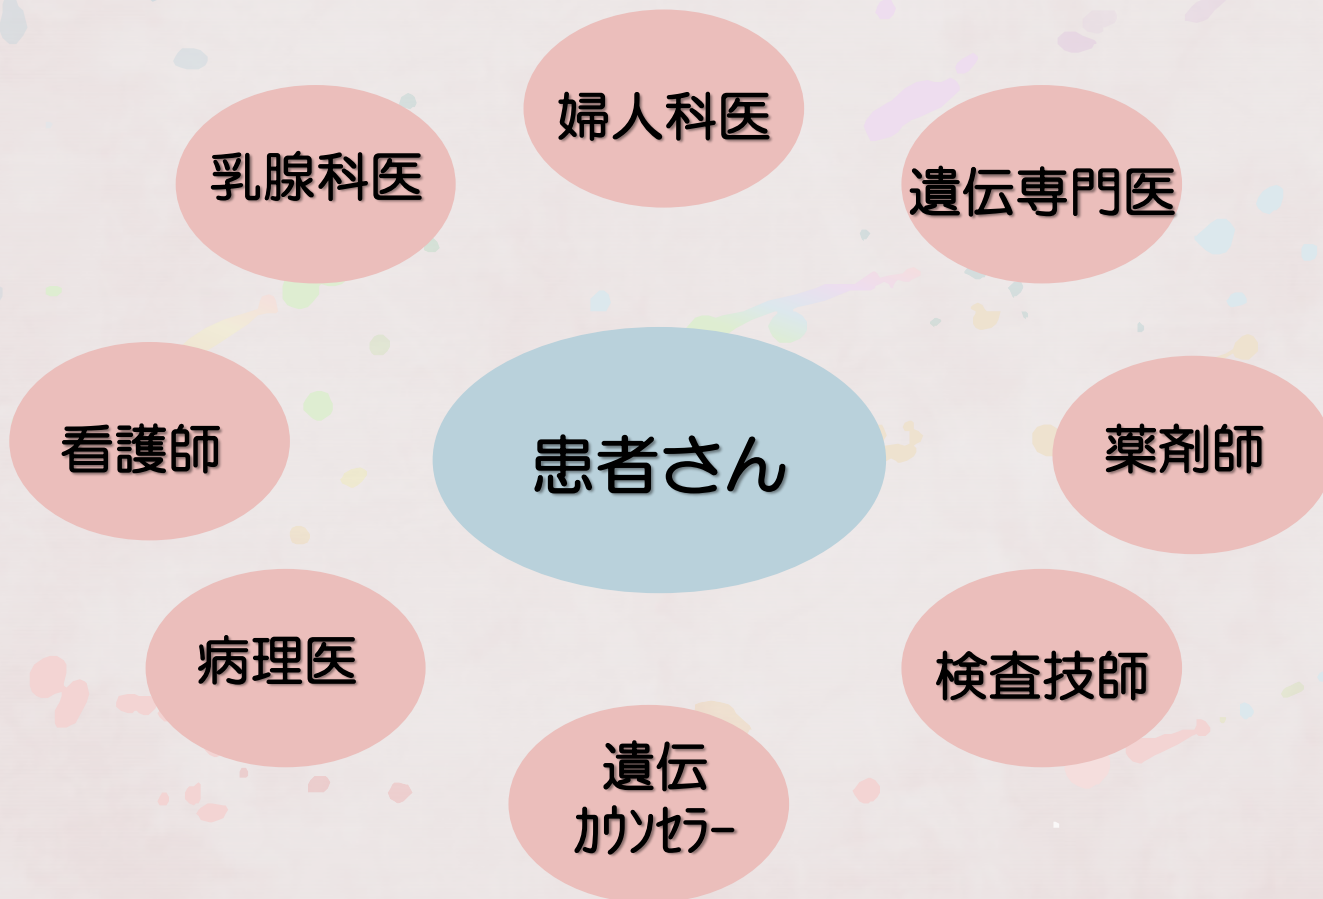 婦人科医
乳腺科医
遺伝専門医
看護師
患者さん
薬剤師
病理医
検査技師
遺伝
ｶｳﾝｾﾗｰ